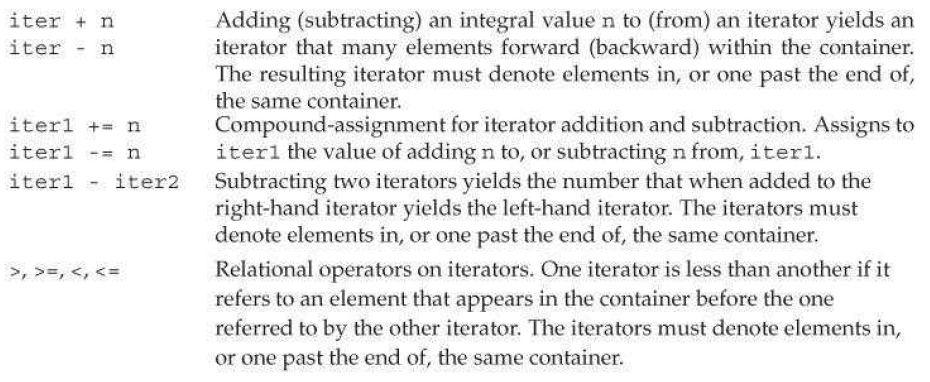 iter + n Adding (subtracting) an integral value n to (from) an iterator yields an
iter - n iterator that many elements forward (backward) within the container.
The resulting iterator must denote elements in, or one past the end of,
the same container.
iter1 += n Compound-assignment for iterator addition and subtraction. Assigns to
iter1 -= n iter1 the value of adding n to, or subtracting n from, iter1.
iter1 - iter2 Subtracting two iterators yields the number that when added to the
right-hand iterator yields the left-hand iterator. The iterators must
denote elements in, or one past the end of, the same container.
>, >=, <, <= Relational operators on iterators. One iterator is less than another if it
refers to an element that appears in the container before the one
referred to by the other iterator. The iterators must denote elements in,
or one past the end of, the same container.